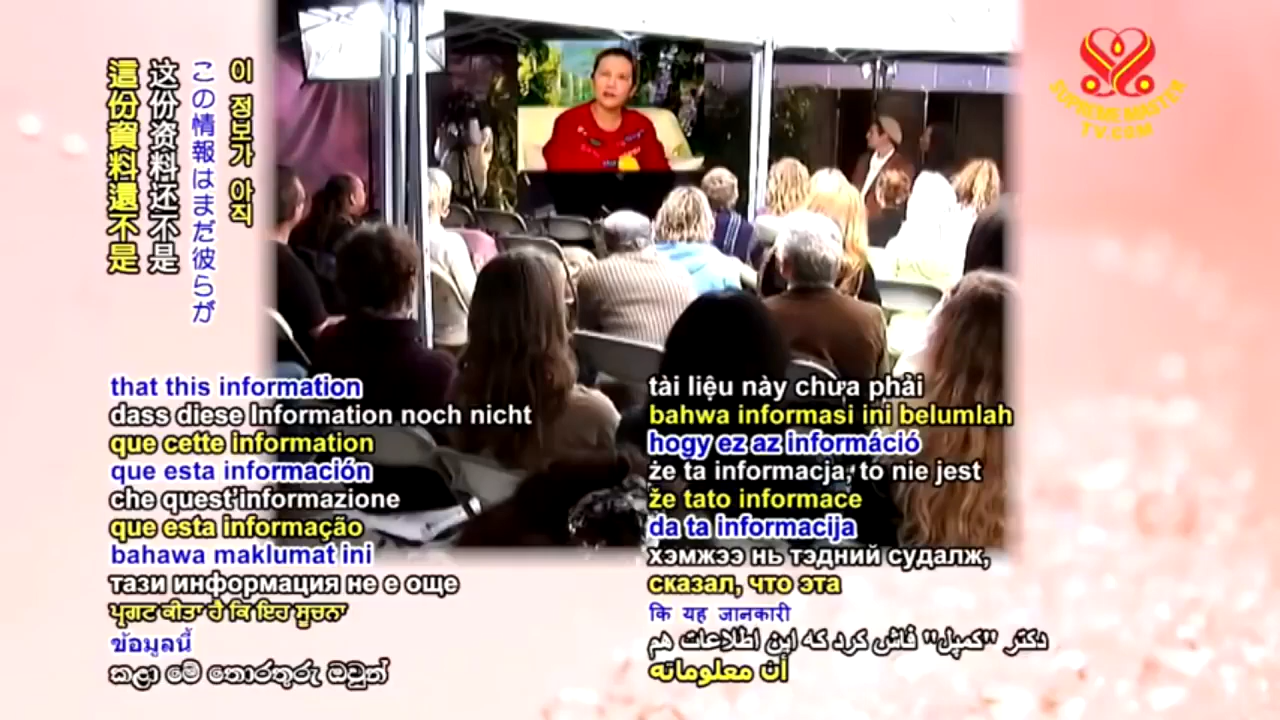 이 정보가 아직
この情報はまだ彼らが
这份资料还不是
這份資料還不是
SUPREME MASTER
TV.COM
that this information
dass diese Information noch nicht
que cette information
que esta información
che quest'informazione
que esta informação
bahawa maklumat ini
тази информация не е още
ਪ੍ਰਗਟ ਕੀਤਾ ਹੈ ਕਿ ਇਹ ਸੂਚਨਾ
ข้อมูลนี้
කළා මේ තොරතුරු ඔවුන්
tài liệu này chưa phải
bahwa informasi ini belumlah
hogy ez az információ
że ta informacja, to nie jest
že tato informace
da ta informacija
хэмжээ нь тэдний судалж,
сказал, что эта
कि यह जानकारी
دکتر "کمپل" فاش کرد که این اطلاعات هم
أن معلوماته